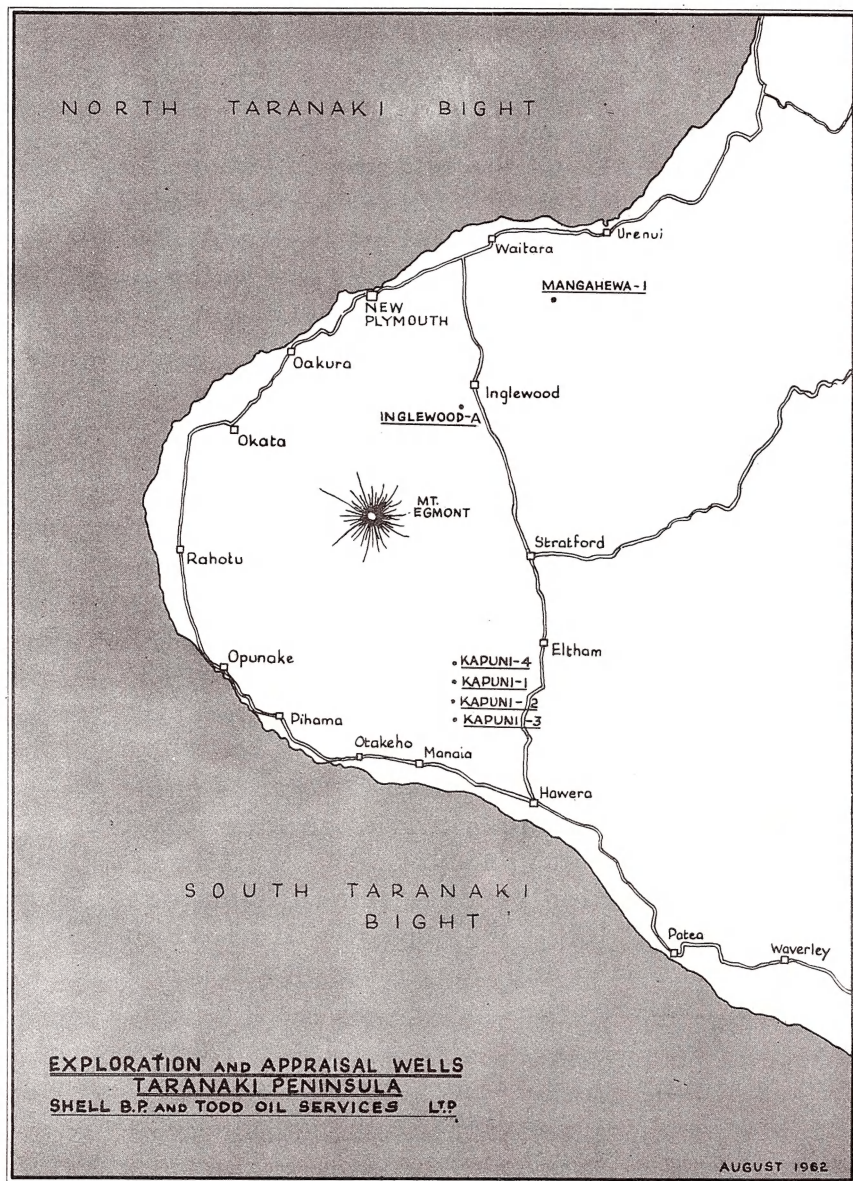 NORTH TARANAKI BIGHT
Urenui
Waitara
MANGAHEWA-1
NEW
PLYMOUTH
Oakura
Inglewood
INGLEWOOD-A
Okata
MT.
EGMONT
Stratford
Rahotu
Eltham
Opunake
KAPUNI-4
KAPUNI-1
KAPUNI-2
KAPUNI-3
Pihama
Otakeho
Manaia
Hawera
SOUTH TARANAKI
BIGHT
Patea
Waverley
EXPLORATION AND APPRAISAL WELLS
TARANAKI PENINSULA
SHELL B.P. AND TODD OIL SERVICES LTD
AUGUST 1962